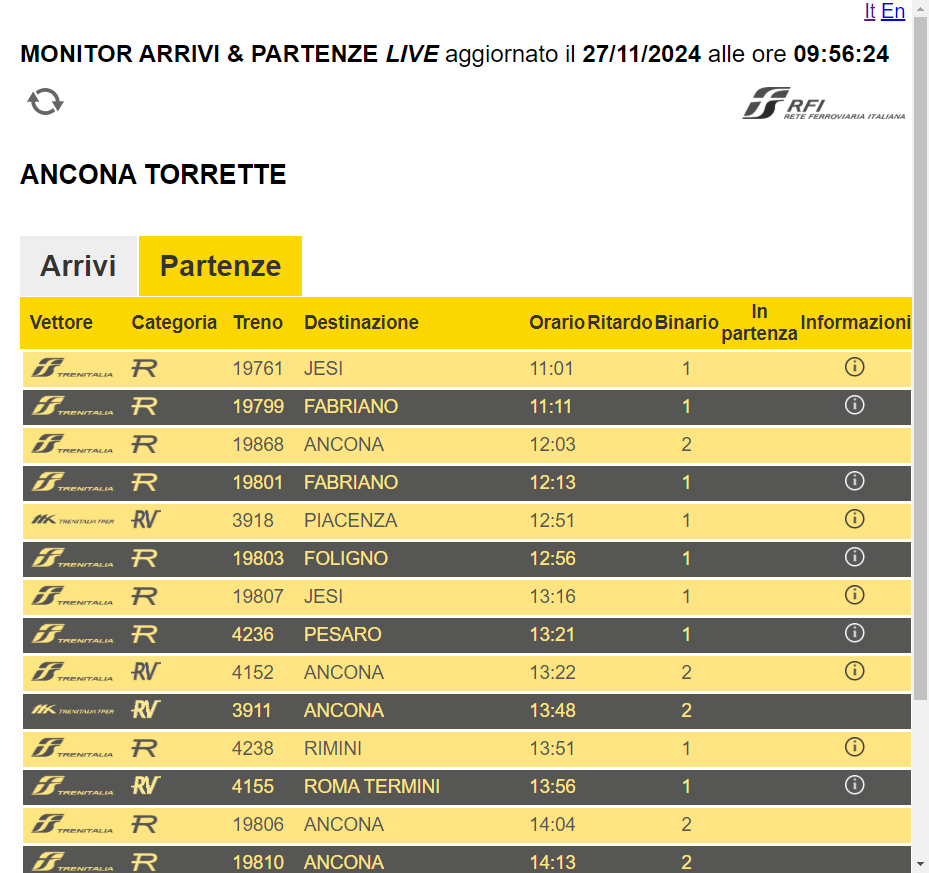 It En
MONITOR ARRIVI & PARTENZE LIVE aggiornato il 27/11/2024 alle ore 09:56:24
RFI
RETE FERROVIARIA ITALIANA
ANCONA TORRETTE
Arrivi Partenze
Vettore Categoria Treno Destinazione Orario Ritardo Binario In partenza Informazioni
TRENITALIA R 19761 JESI 11:01 1 i
TRENITALIA R 19799 FABRIANO 11:11 1 i
TRENITALIA R 19868 ANCONA 12:03 2
TRENITALIA R 19801 FABRIANO 12:13 1 i
TRENITALIA TPER RV 3918 PIACENZA 12:51 1 i
TRENITALIA R 19803 FOLIGNO 12:56 1 i
TRENITALIA R 19807 JESI 13:16 1 i
TRENITALIA R 4236 PESARO 13:21 1 i
TRENITALIA RV 4152 ANCONA 13:22 2 i
TRENITALIA TPER RV 3911 ANCONA 13:48 2
TRENITALIA R 4238 RIMINI 13:51 1 i
TRENITALIA RV 4155 ROMA TERMINI 13:56 1 i
TRENITALIA R 19806 ANCONA 14:04 2
TRENITALIA R 19810 ANCONA 14:13 2